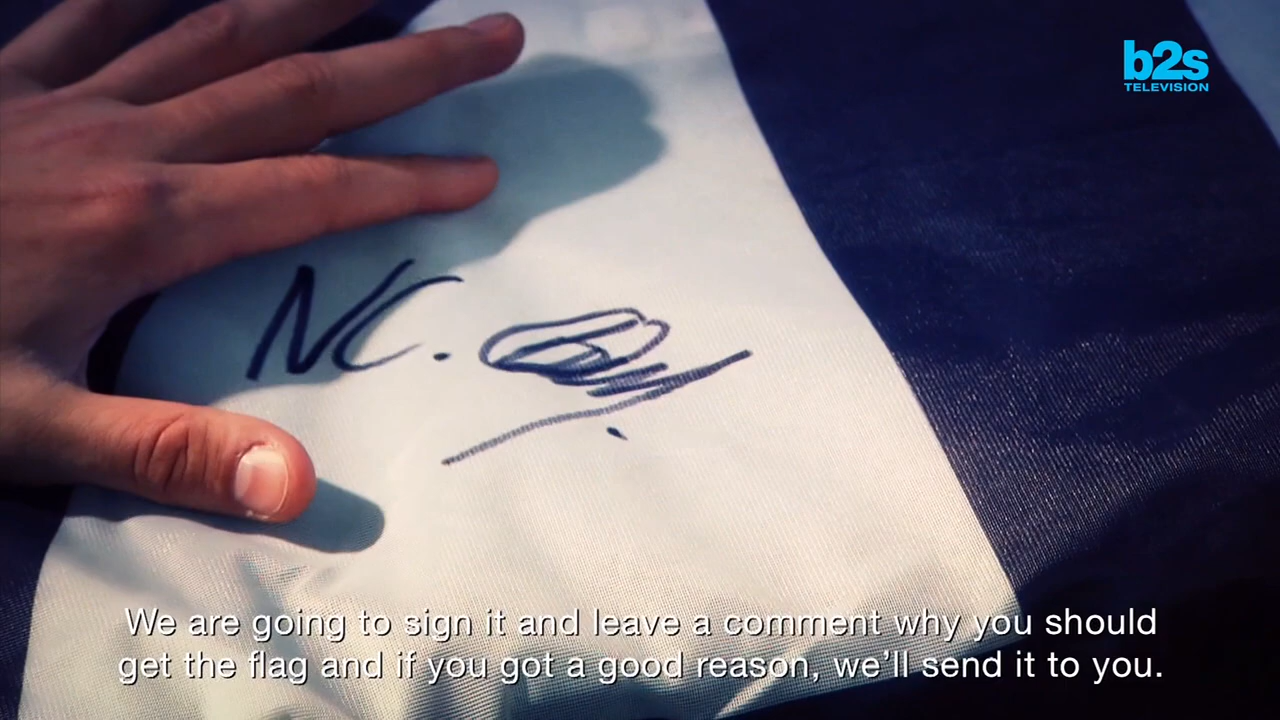 b2s
TELEVISION
NC.
We are going to sign it and leave a comment why you should
get the flag and if you got a good reason, we'll send it to you.